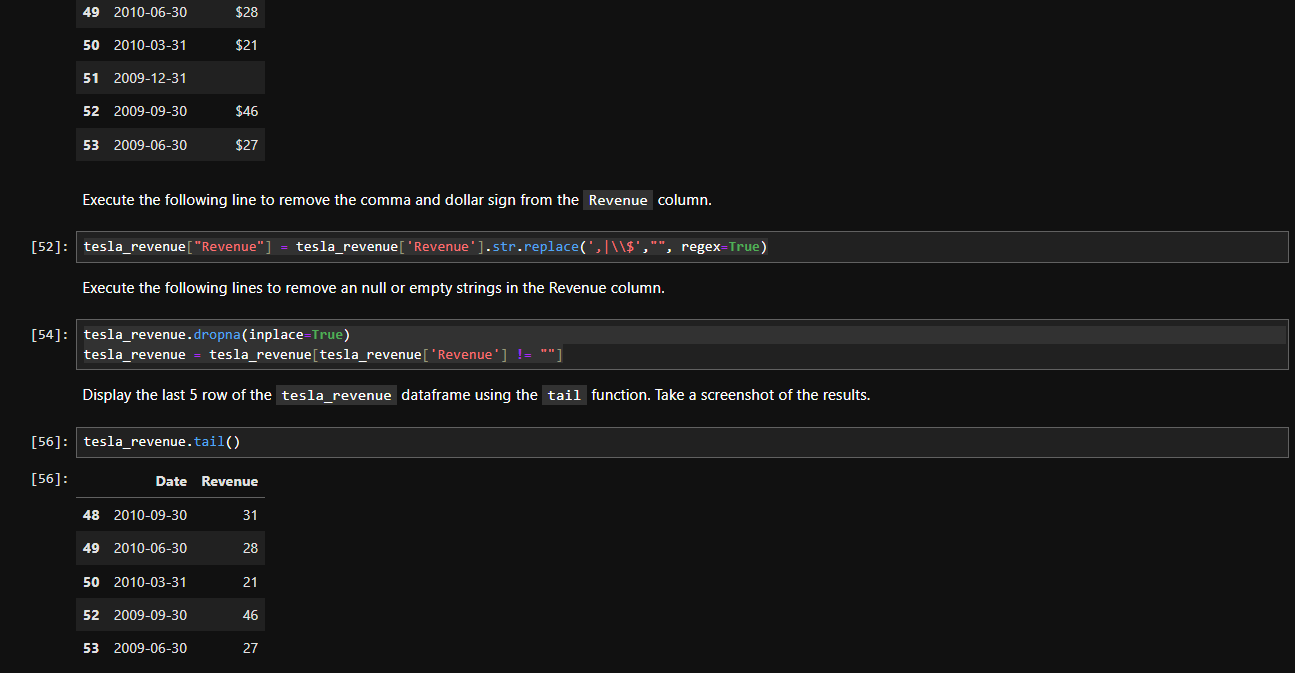 49 2010-06-30 $28
50 2010-03-31 $21
51 2009-12-31
52 2009-09-30 $46
53 2009-06-30 $27
Execute the following line to remove the comma and dollar sign from the Revenue column.
[52]: tesla_revenue["Revenue"] = tesla_revenue['Revenue'].str.replace(',|\\$',"", regex=True)
Execute the following lines to remove an null or empty strings in the Revenue column.
[54]: tesla_revenue.dropna(inplace=True)
tesla_revenue = tesla_revenue[tesla_revenue['Revenue'] != ""]
Display the last 5 row of the tesla_revenue dataframe using the tail function. Take a screenshot of the results.
[56]: tesla_revenue.tail()
[56]: Date Revenue
48 2010-09-30 31
49 2010-06-30 28
50 2010-03-31 21
52 2009-09-30 46
53 2009-06-30 27